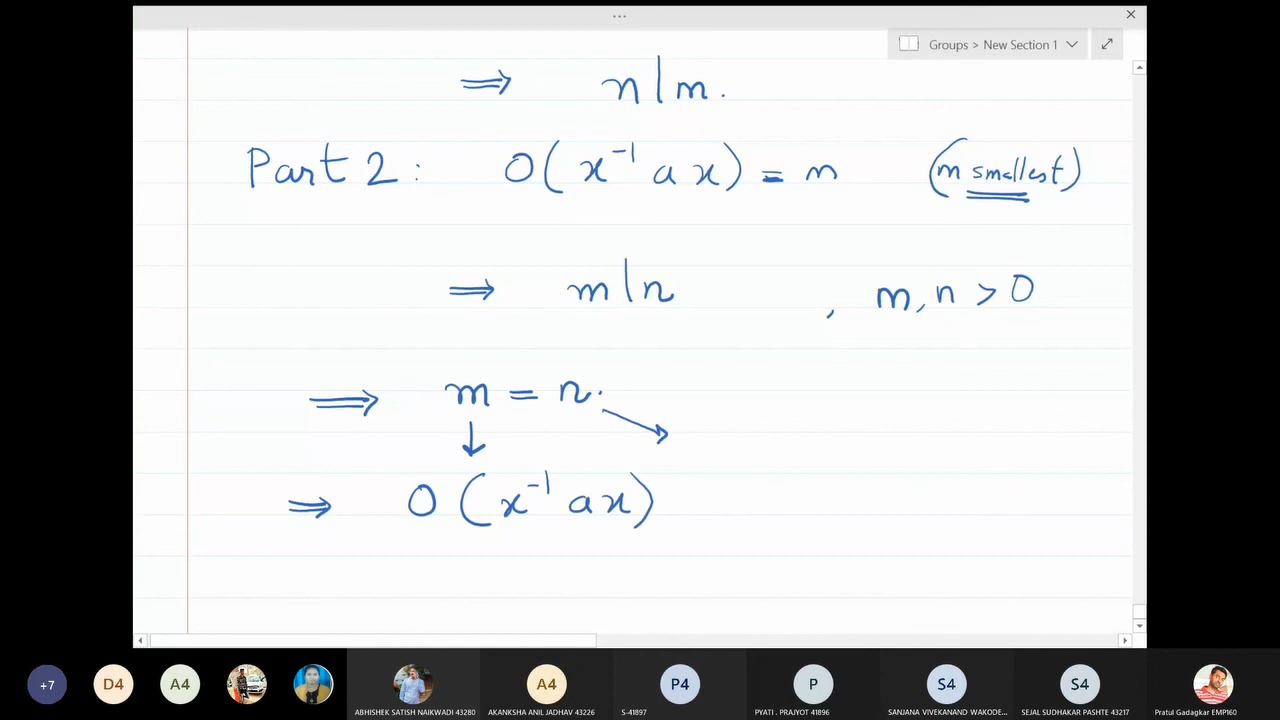 Groups > New Section 1
⟹ n|m.
Part 2: O(x⁻¹ a x) = m (m smallest)
⟹ m|n , m, n > 0
⟹ m = n.
⟹ O(x⁻¹ a x)
+7 D4 A4 A4 P4 P S4 S4
ABHISHEK SATISH NAIKWADI 43280 AKANKSHA ANIL JADHAV 43226 S-41897 PYATI . PRAJYOT 41896 SANJANA VIVEKANAND WAKODE... SEJAL SUDHAKAR PASHTE 43217 Pratul Gadagkar EMP160